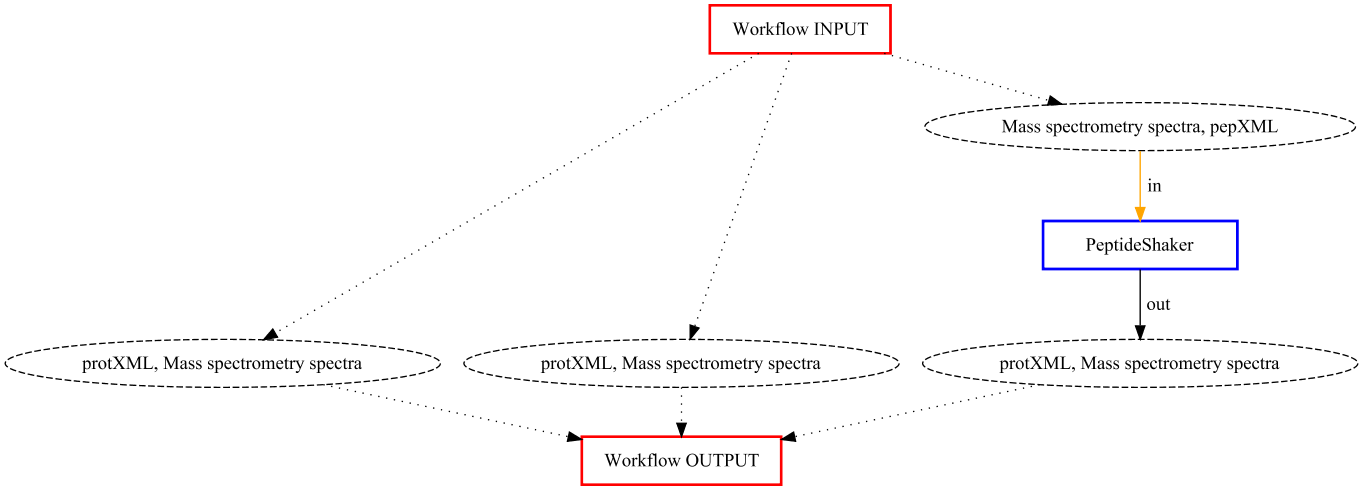 Workflow INPUT
Mass spectrometry spectra, pepXML
in
PeptideShaker
out
protXML, Mass spectrometry spectra
protXML, Mass spectrometry spectra
protXML, Mass spectrometry spectra
Workflow OUTPUT